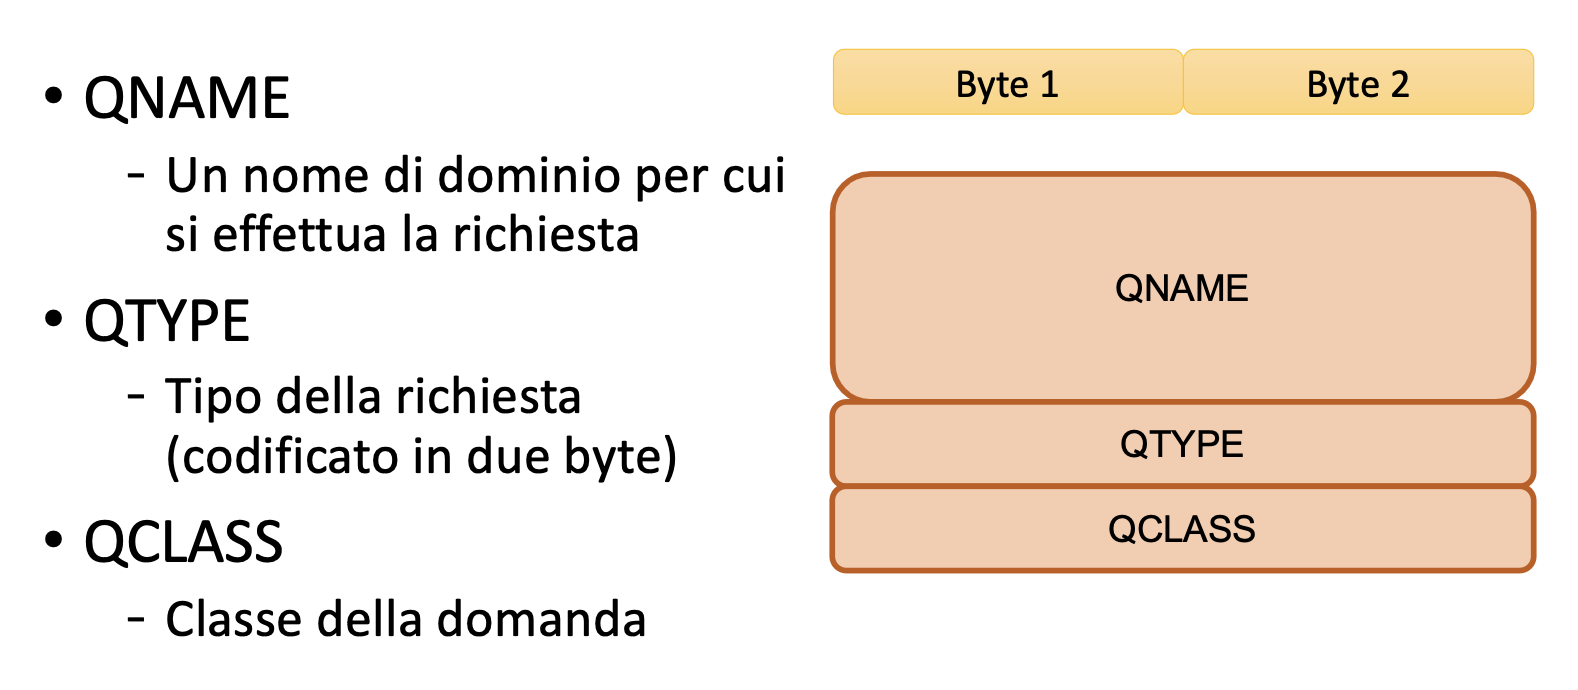 • QNAME
- Un nome di dominio per cui
si effettua la richiesta
• QTYPE
- Tipo della richiesta
(codificato in due byte)
• QCLASS
- Classe della domanda
Byte 1 Byte 2
QNAME
QTYPE
QCLASS